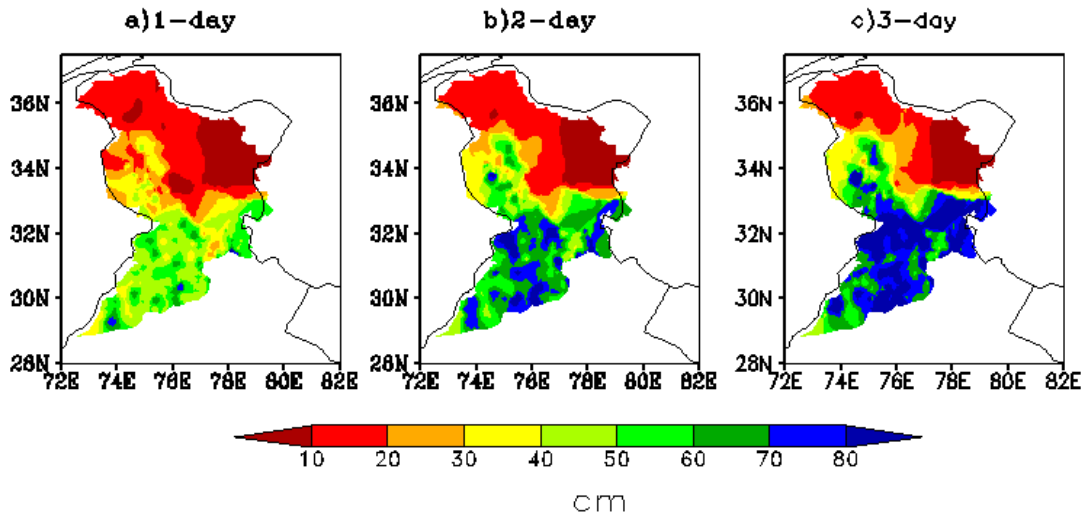 a)1-day b)2-day c)3-day
36N 36N 36N
34N 34N 34N
32N 32N 32N
30N 30N 30N
28N 28N 28N
72E 74E 76E 78E 80E 82E 72E 74E 76E 78E 80E 82E 72E 74E 76E 78E 80E 82E
10 20 30 40 50 60 70 80
cm